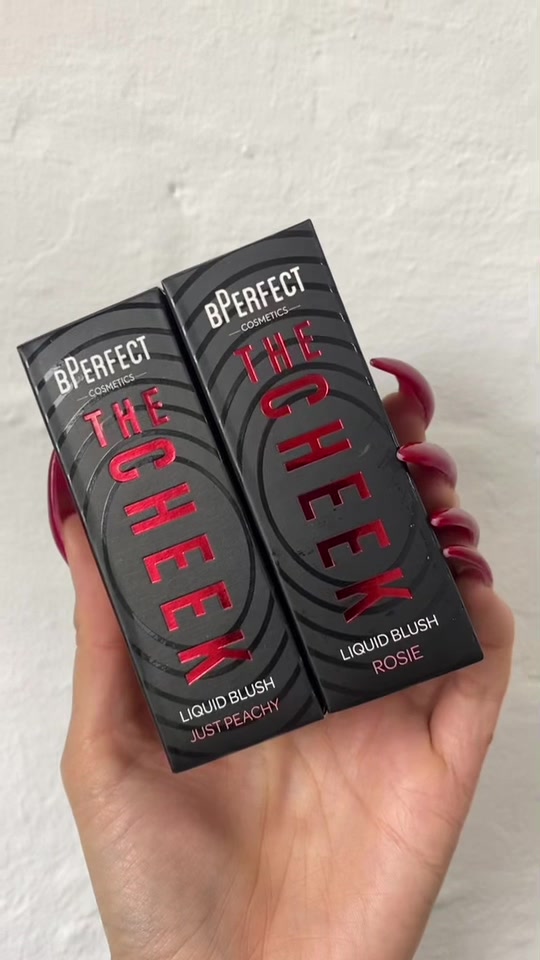 BPERFECT
COSMETICS
THE
CHEEK
LIQUID BLUSH
JUST PEACHY
BPERFECT
COSMETICS
THE
CHEEK
LIQUID BLUSH
ROSIE